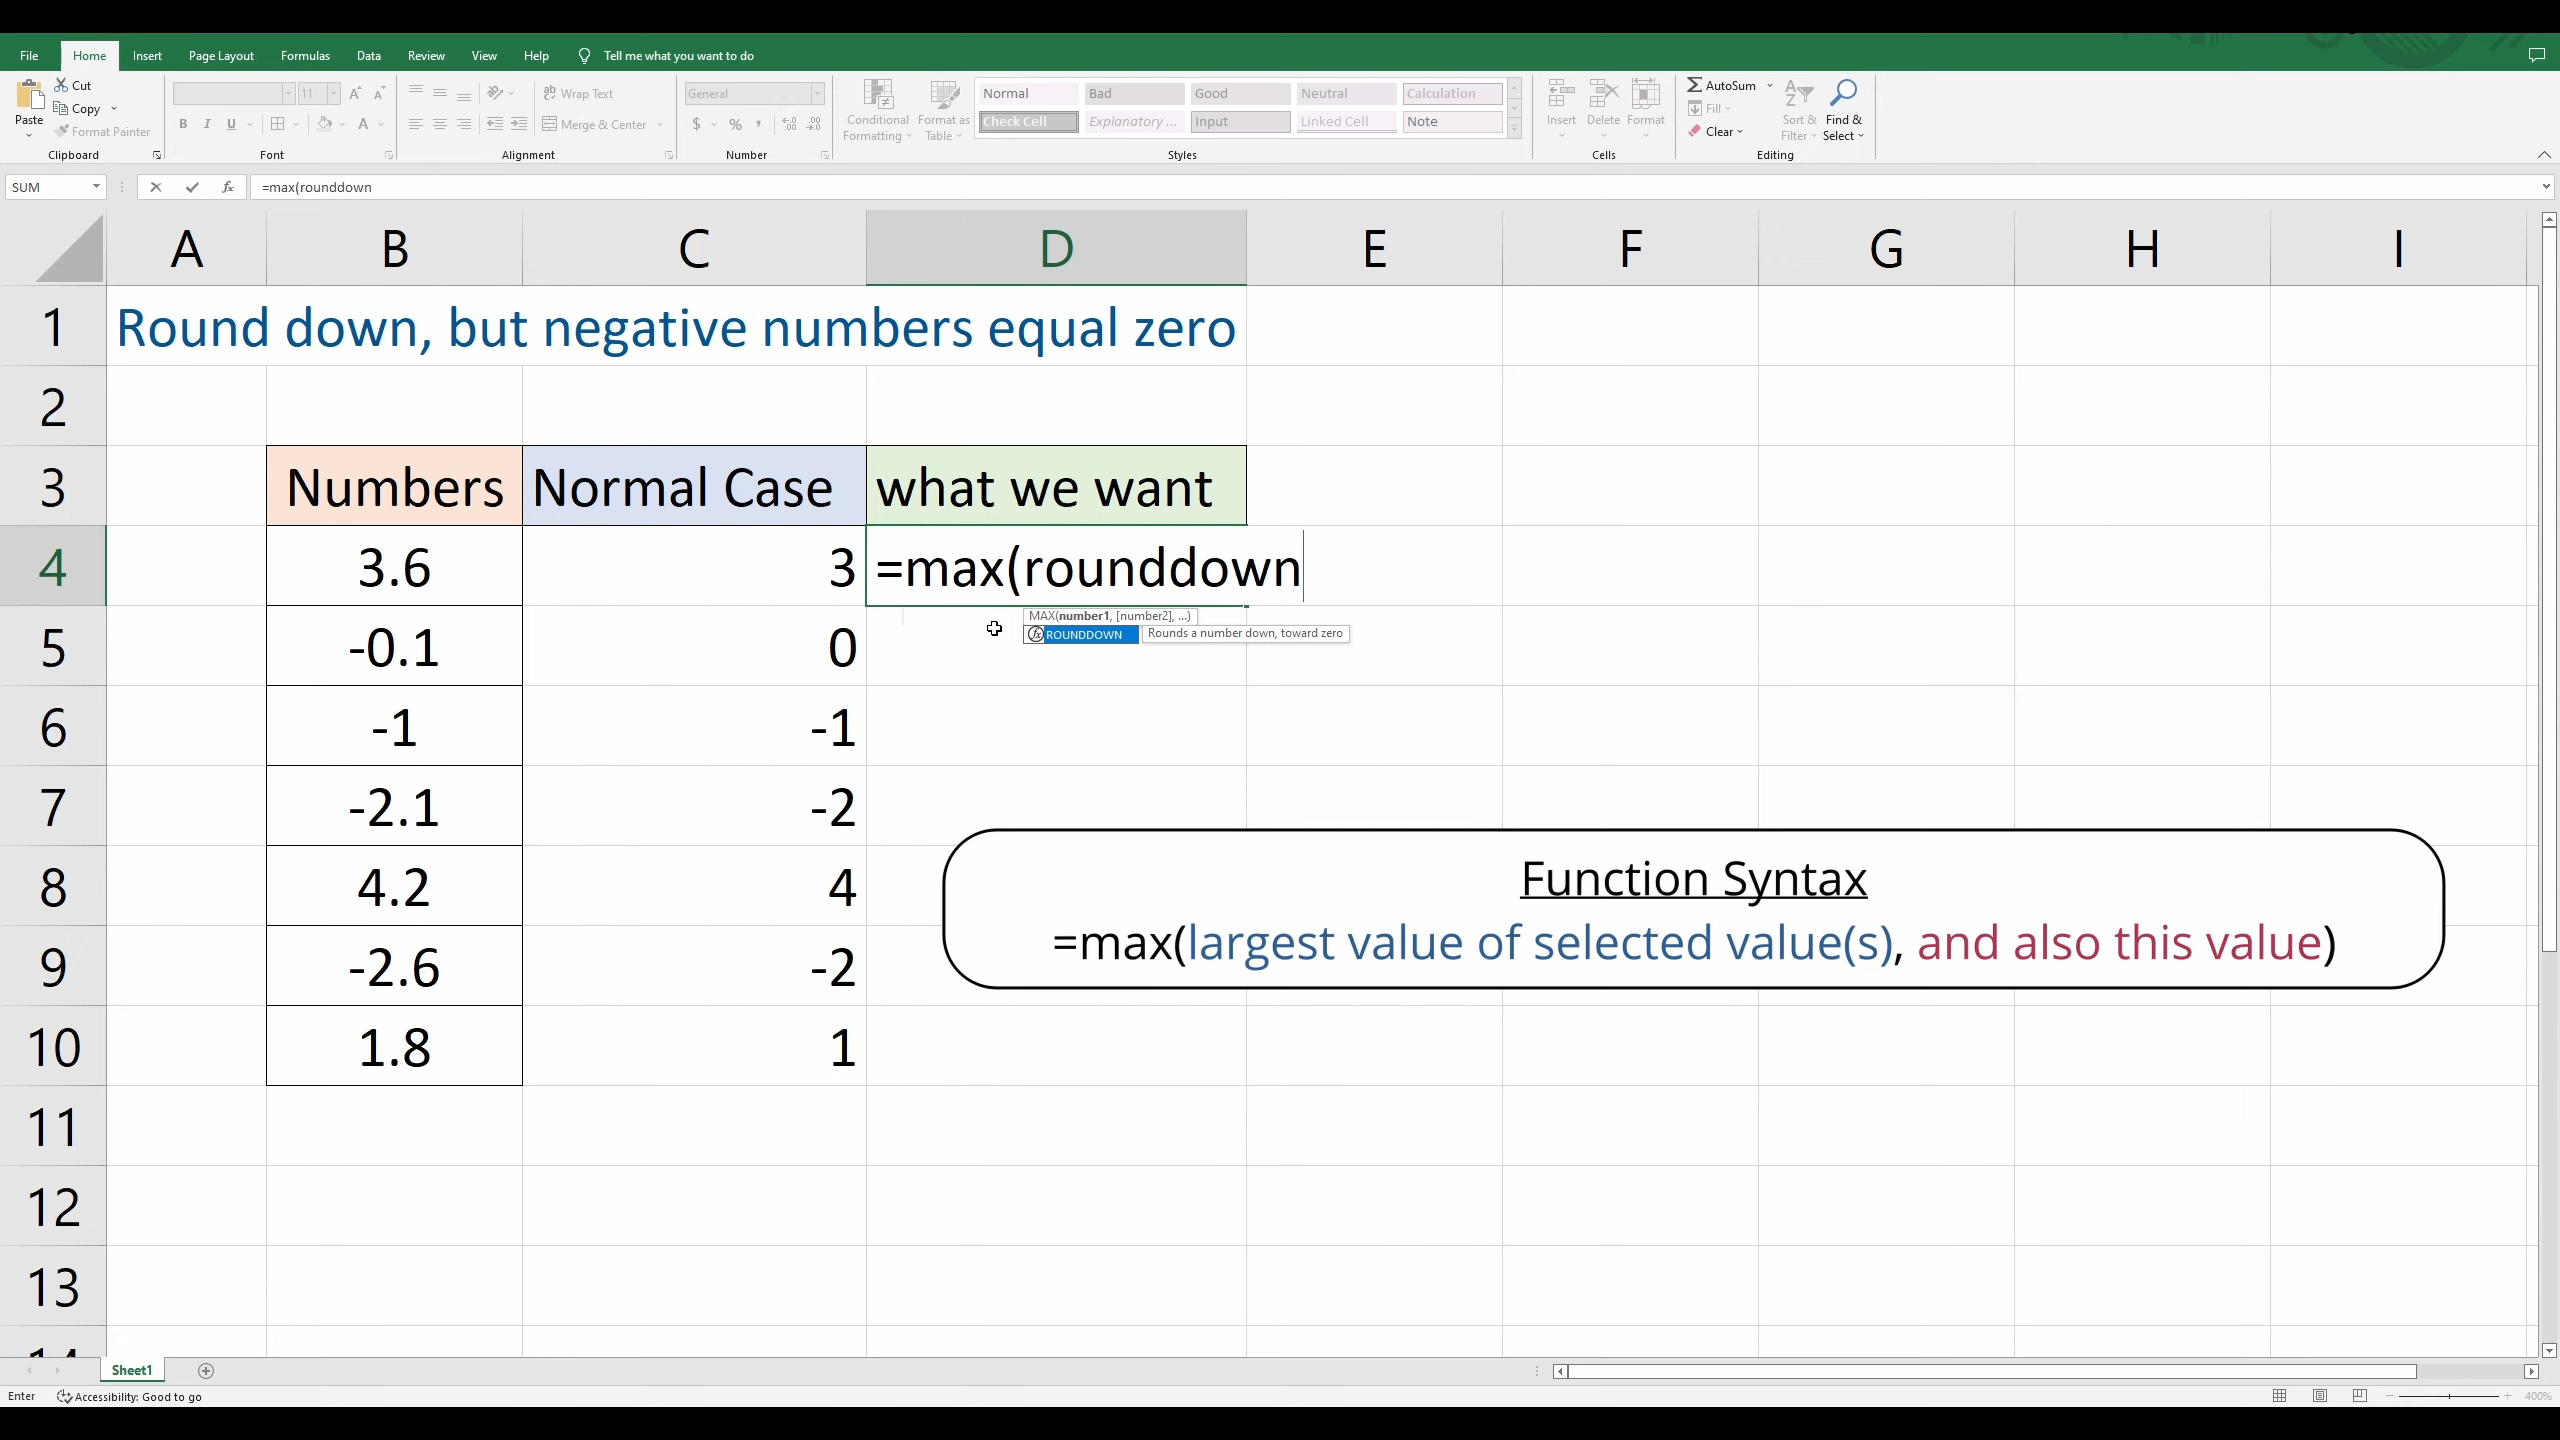 File Home Insert Page Layout Formulas Data Review View Help Tell me what you want to do
Paste
Cut
Copy
Format Painter
Clipboard
11
Font
Wrap Text
Merge & Center
Alignment
General
Number
Conditional Formatting
Format as Table
Normal Bad Good Neutral Calculation
Check Cell Explanatory ... Input Linked Cell Note
Styles
Insert Delete Format
Cells
AutoSum
Fill
Clear
Sort & Filter
Find & Select
Editing
SUM fx =max(rounddown
A B C D E F G H I
1 Round down, but negative numbers equal zero
2
3 Numbers Normal Case what we want
4 3.6 3 =max(rounddown
MAX(number1, [number2], ...)
ROUNDDOWN Rounds a number down, toward zero
5 -0.1 0
6 -1 -1
7 -2.1 -2
8 4.2 4
Function Syntax
=max(largest value of selected value(s), and also this value)
9 -2.6 -2
10 1.8 1
11
12
13
14
Sheet1
Enter Accessibility: Good to go 400%